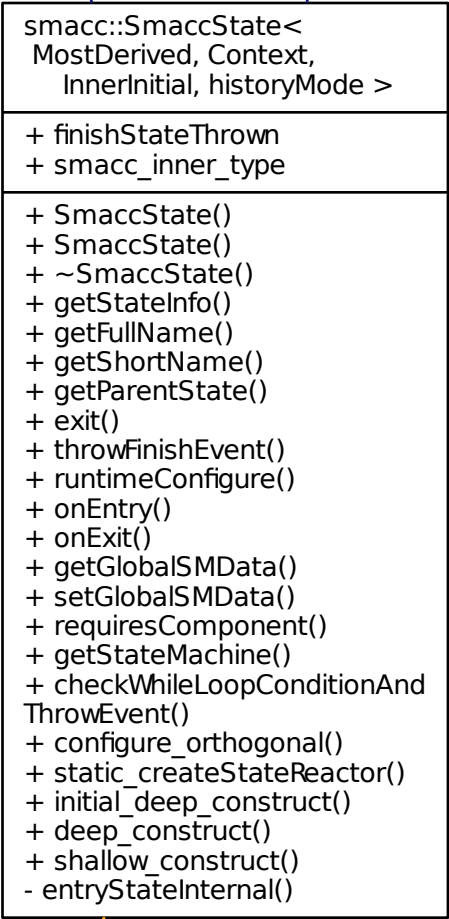 smacc::SmaccState<
MostDerived, Context,
InnerInitial, historyMode >
+ finishStateThrown
+ smacc_inner_type
+ SmaccState()
+ SmaccState()
+ ~SmaccState()
+ getStateInfo()
+ getFullName()
+ getShortName()
+ getParentState()
+ exit()
+ throwFinishEvent()
+ runtimeConfigure()
+ onEntry()
+ onExit()
+ getGlobalSMData()
+ setGlobalSMData()
+ requiresComponent()
+ getStateMachine()
+ checkWhileLoopConditionAnd
ThrowEvent()
+ configure_orthogonal()
+ static_createStateReactor()
+ initial_deep_construct()
+ deep_construct()
+ shallow_construct()
- entryStateInternal()